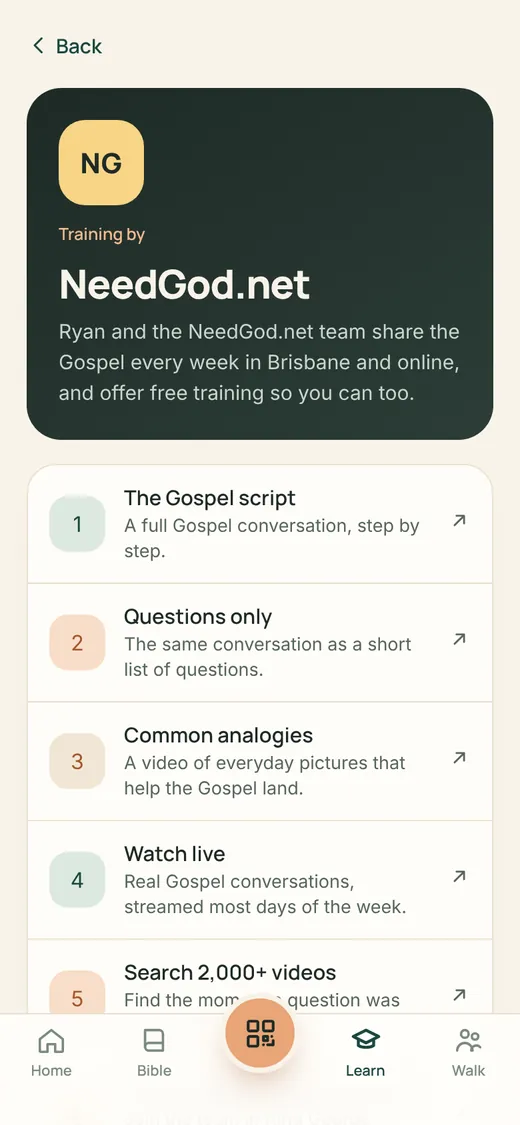 Back
NG
Training by
NeedGod.net
Ryan and the NeedGod.net team share the
Gospel every week in Brisbane and online,
and offer free training so you can too.
1
The Gospel script
A full Gospel conversation, step by
step.
2
Questions only
The same conversation as a short
list of questions.
3
Common analogies
A video of everyday pictures that
help the Gospel land.
4
Watch live
Real Gospel conversations,
streamed most days of the week.
5
Search 2,000+ videos
Find the question was
Home
Bible
Learn
Walk